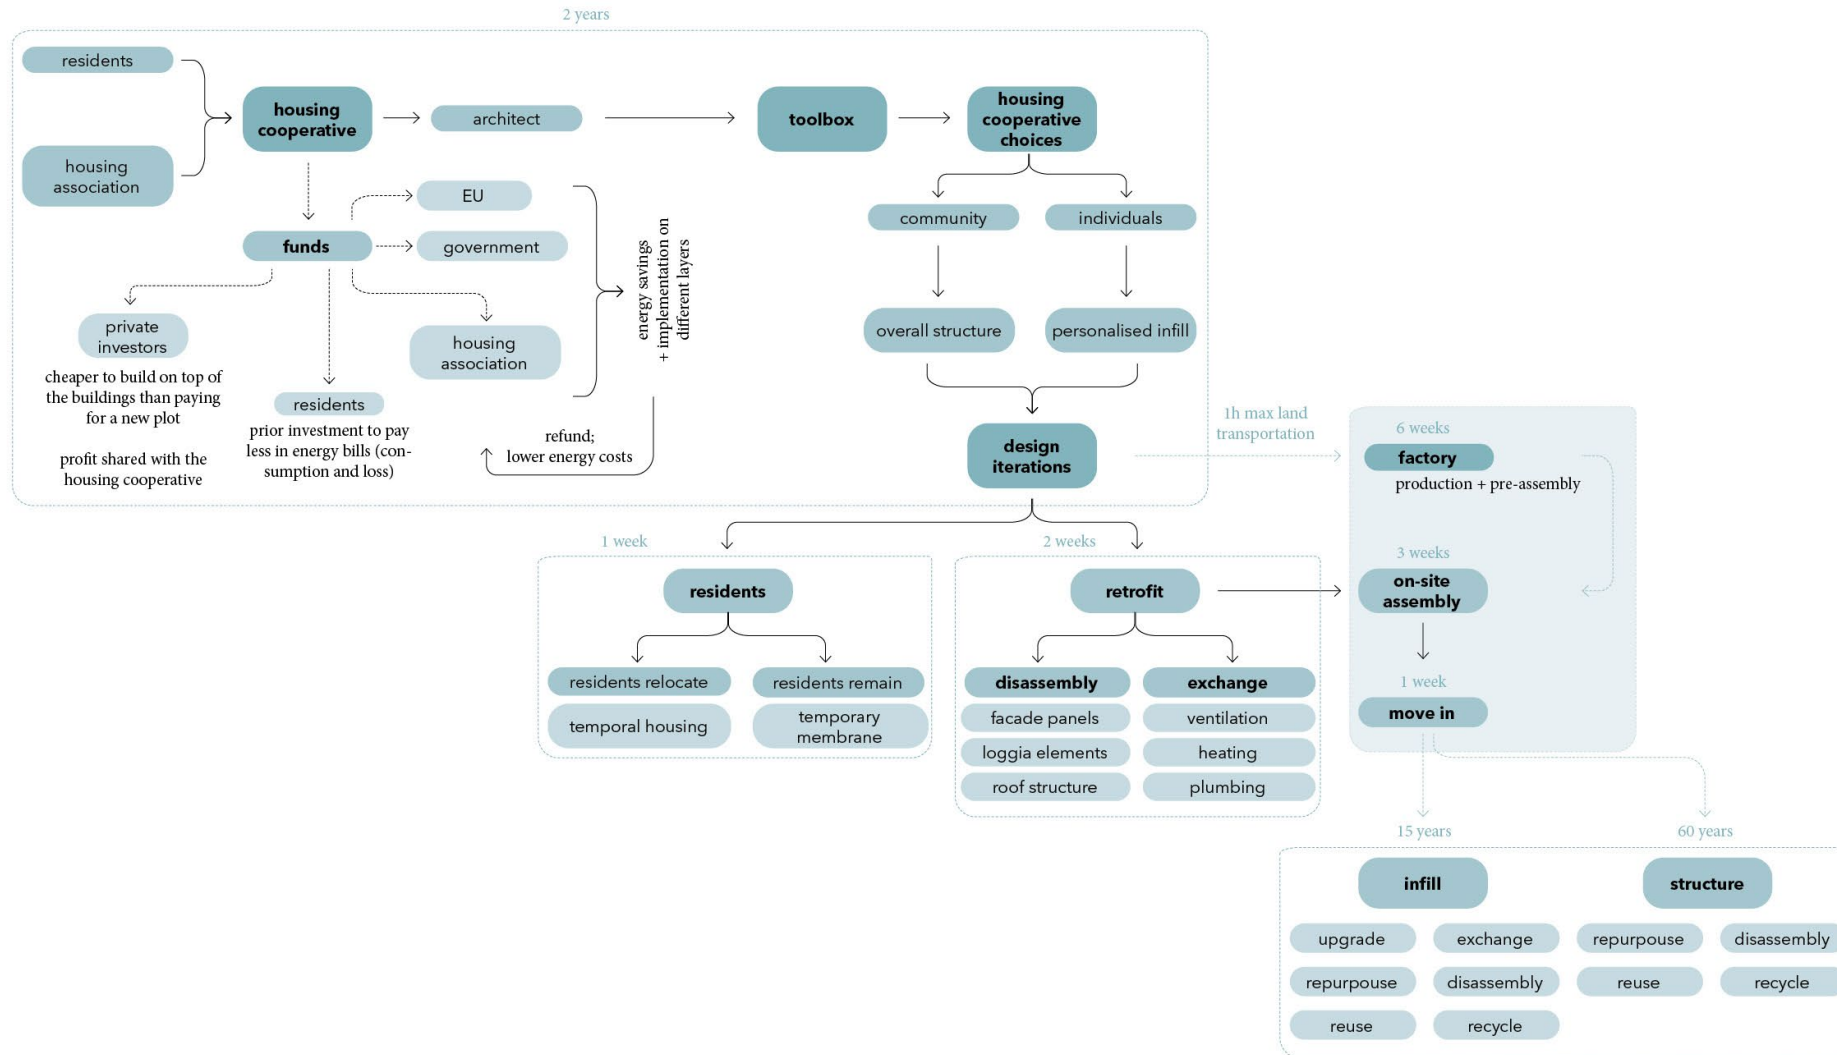 2 years
residents
housing
association
housing
cooperative
architect
toolbox
housing
cooperative
choices
funds
EU
government
housing
association
private
investors
cheaper to build on top of
the buildings than paying
for a new plot
profit shared with the
housing cooperative
residents
prior investment to pay
less in energy bills (con-
sumption and loss)
refund;
lower energy costs
energy savings
+ implementation on
different layers
community
individuals
overall structure
personalised infill
design
iterations
1h max land
transportation
6 weeks
factory
production + pre-assembly
3 weeks
on-site
assembly
1 week
move in
1 week
residents
residents relocate
residents remain
temporal housing
temporary
membrane
2 weeks
retrofit
disassembly
exchange
facade panels
ventilation
loggia elements
heating
roof structure
plumbing
15 years
60 years
infill
structure
upgrade
exchange
repurpouse
disassembly
repurpouse
disassembly
reuse
recycle
reuse
recycle